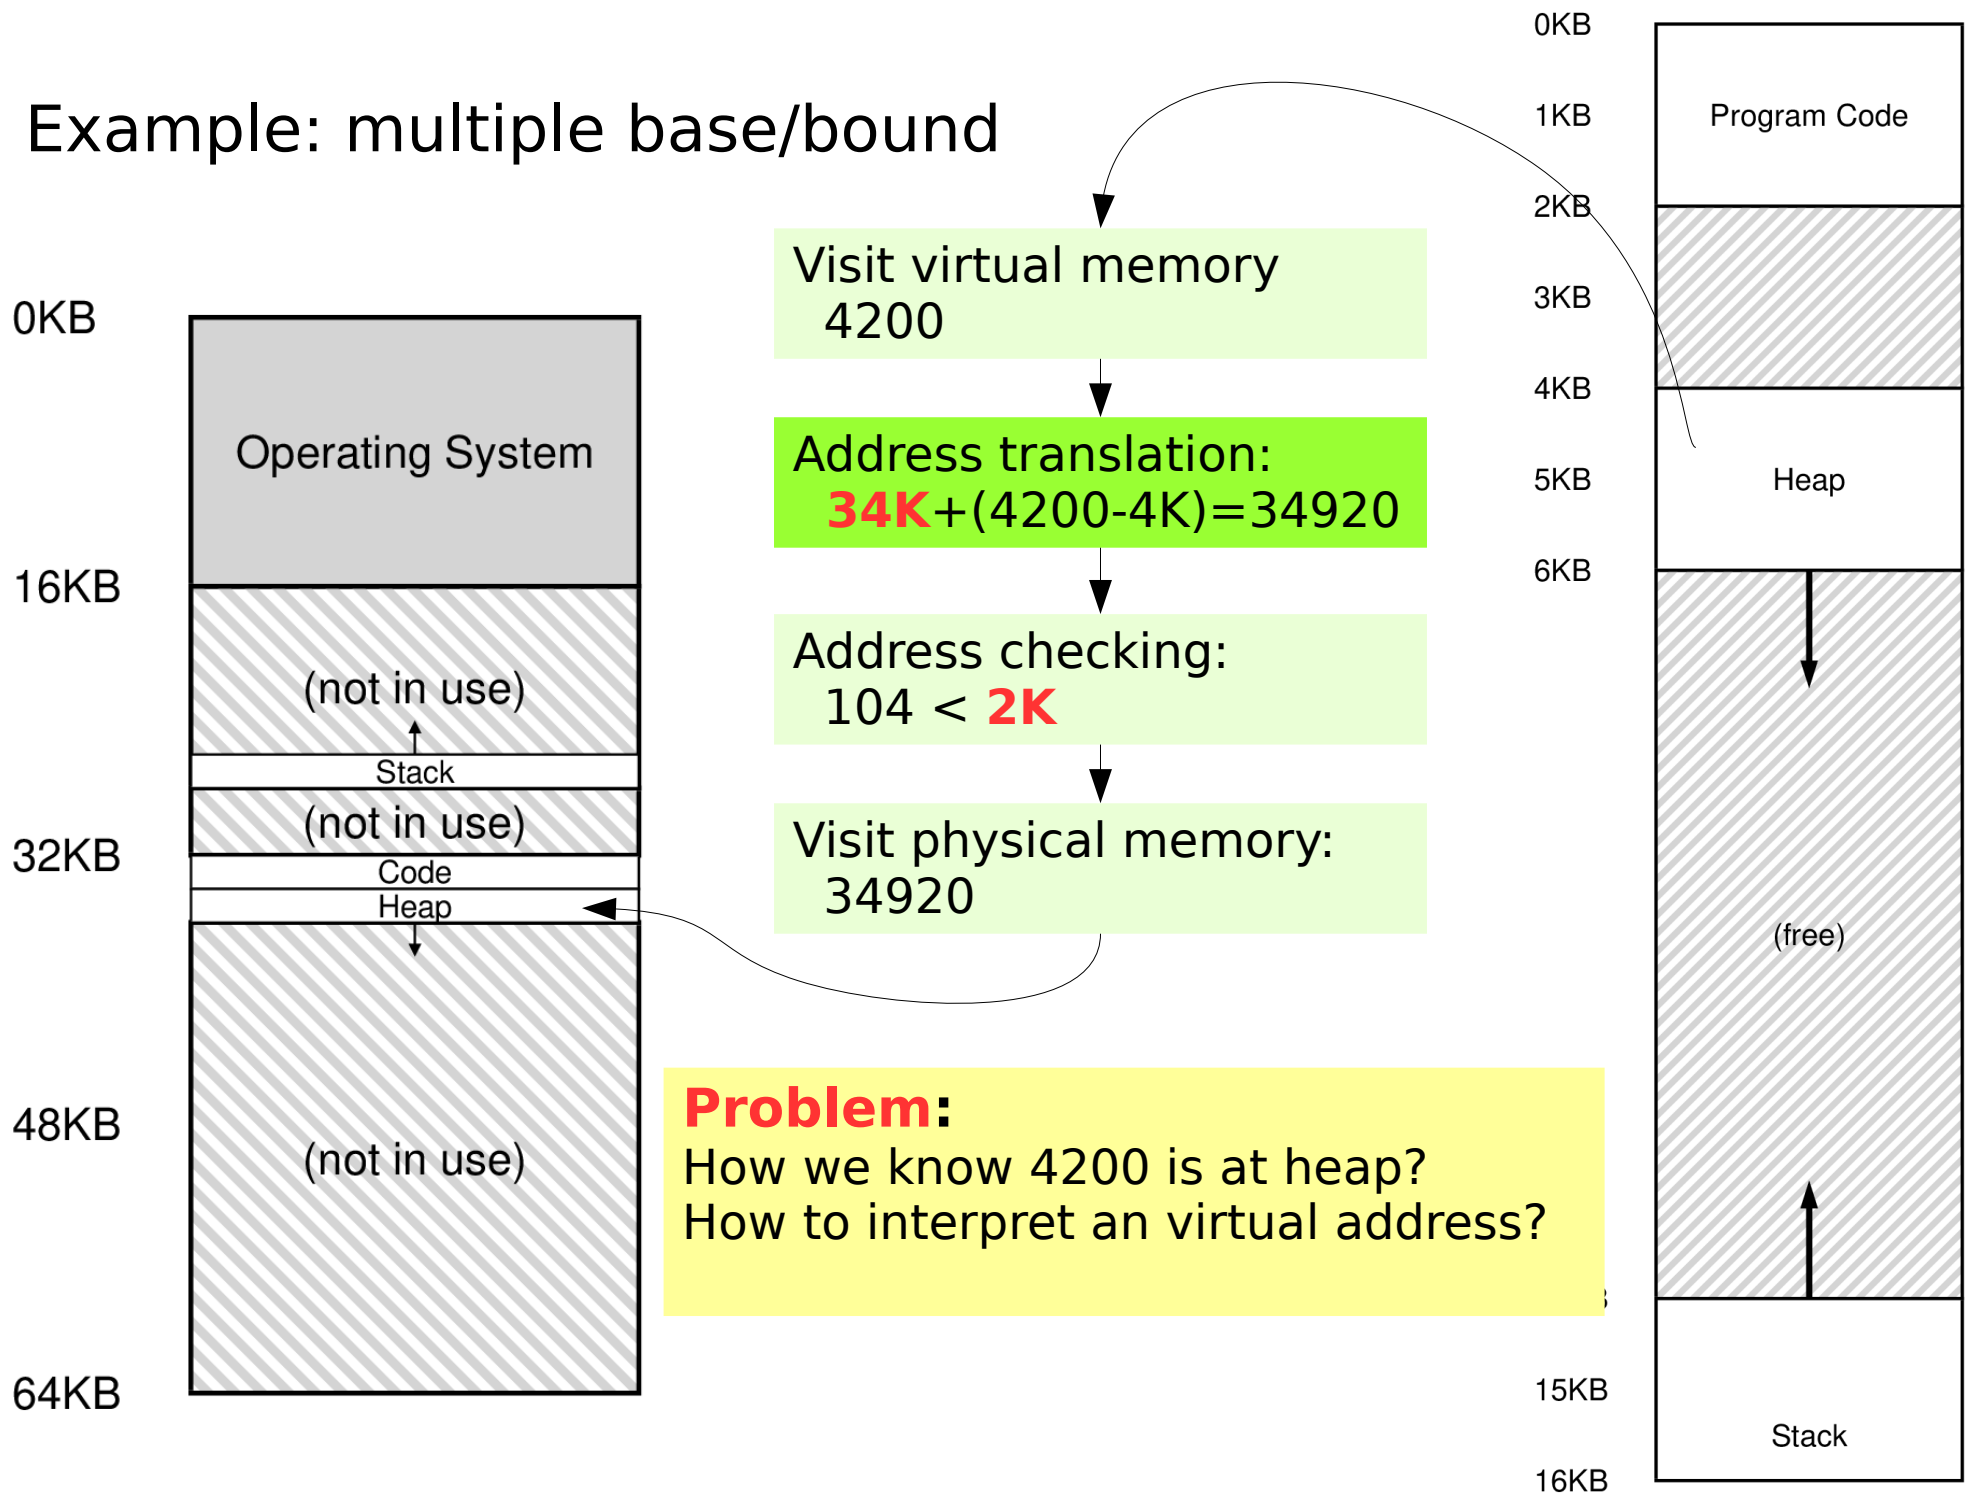 Example: multiple base/bound
0KB
Operating System
16KB
(not in use)
Stack
(not in use)
32KB
Code
Heap
48KB
(not in use)
64KB
Visit virtual memory
4200
Address translation:
34K+(4200-4K)=34920
Address checking:
104 < 2K
Visit physical memory:
34920
Problem:
How we know 4200 is at heap?
How to interpret an virtual address?
0KB
1KB
Program Code
2KB
3KB
4KB
5KB
Heap
6KB
(free)
15KB
Stack
16KB